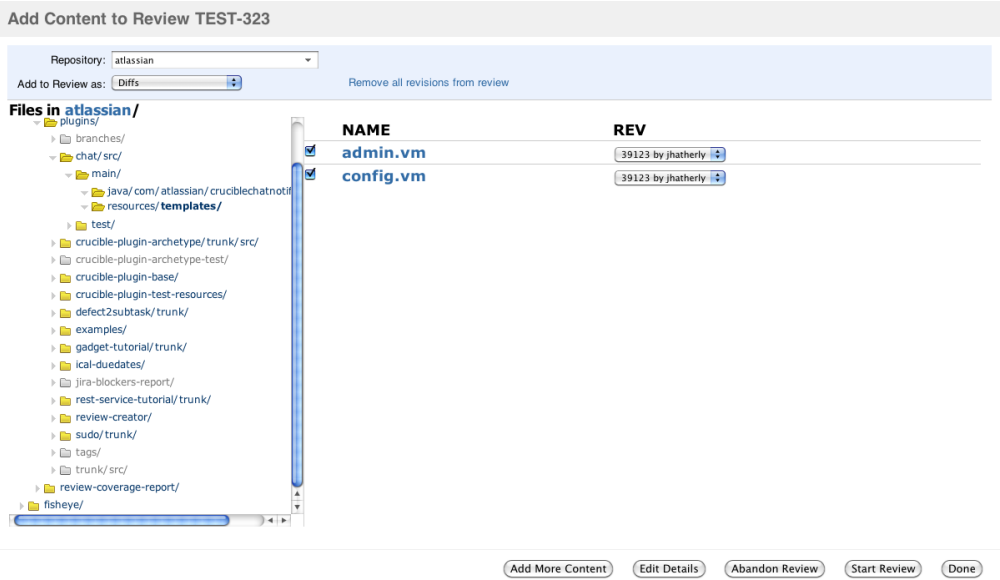 Add Content to Review TEST-323
Repository: atlassian
Add to Review as: Diffs
Remove all revisions from review
Files in atlassian/
plugins/
branches/
chat/src/
main/
java/com/atlassian/cruciblechatnotif
resources/templates/
test/
crucible-plugin-archetype/trunk/src/
crucible-plugin-archetype-test/
crucible-plugin-base/
crucible-plugin-test-resources/
defect2subtask/trunk/
examples/
gadget-tutorial/trunk/
ical-duedates/
jira-blockers-report/
rest-service-tutorial/trunk/
review-creator/
sudo/trunk/
tags/
trunk/src/
review-coverage-report/
fisheye/
NAME REV
admin.vm 39123 by jhatherly
config.vm 39123 by jhatherly
Add More Content Edit Details Abandon Review Start Review Done